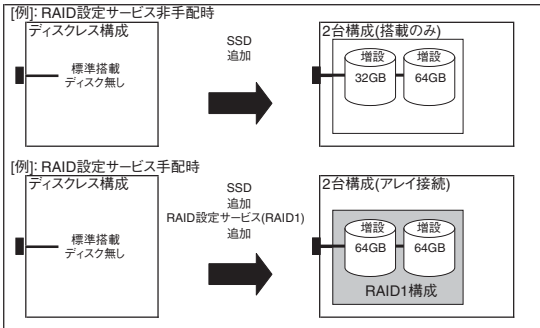 [例]: RAID設定サービス非手配時
ディスクレス構成
標準搭載
ディスク無し
SSD
追加
2台構成(搭載のみ)
増設
32GB
増設
64GB
[例]: RAID設定サービス手配時
ディスクレス構成
標準搭載
ディスク無し
SSD
追加
RAID設定サービス(RAID1)
追加
2台構成(アレイ接続)
増設
64GB
増設
64GB
RAID1構成